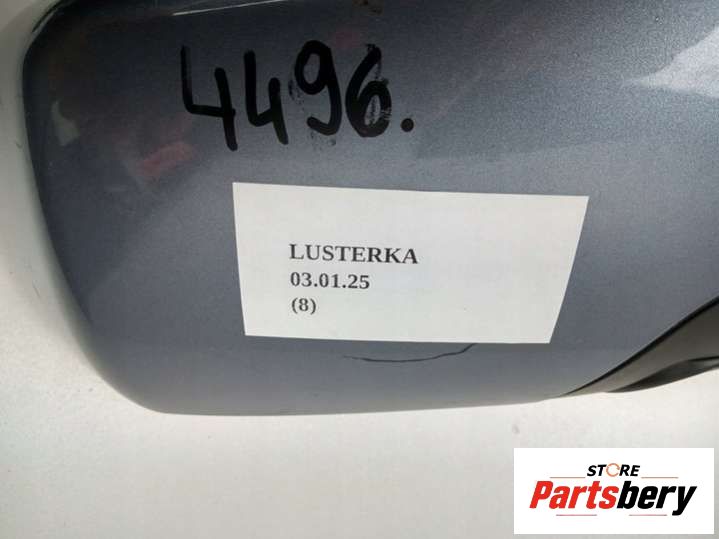 4496.
LUSTERKA
03.01.25
(8)
STORE
Partsbery